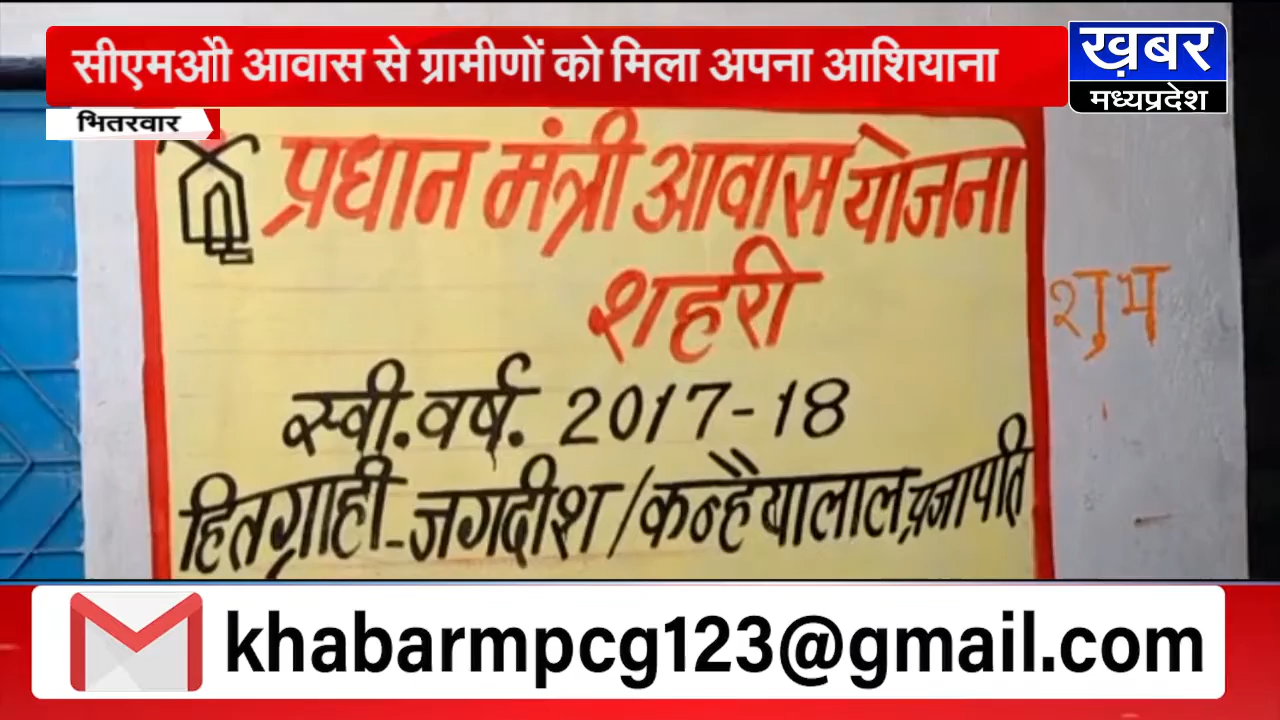 सीएमओी आवास से ग्रामीणों को मिला अपना आशियाना
ख़बर
मध्यप्रदेश
भितरवार
प्रधान मंत्री आवास योजना
शहरी
शुभ
स्वी. वर्ष. 2017-18
हितग्राही - जगदीश / कन्हैयालाल प्रजापति
khabarmpcg123@gmail.com